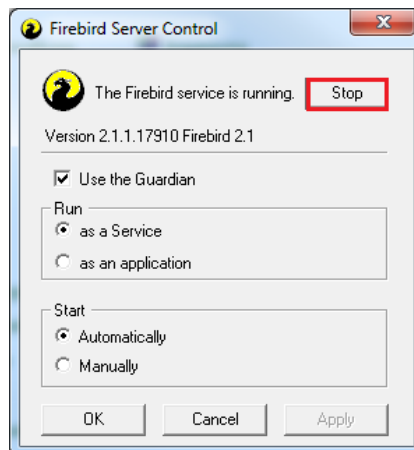 Firebird Server Control
The Firebird service is running. Stop
Version 2.1.1.17910 Firebird 2.1
Use the Guardian
Run
as a Service
as an application
Start
Automatically
Manually
OK Cancel Apply